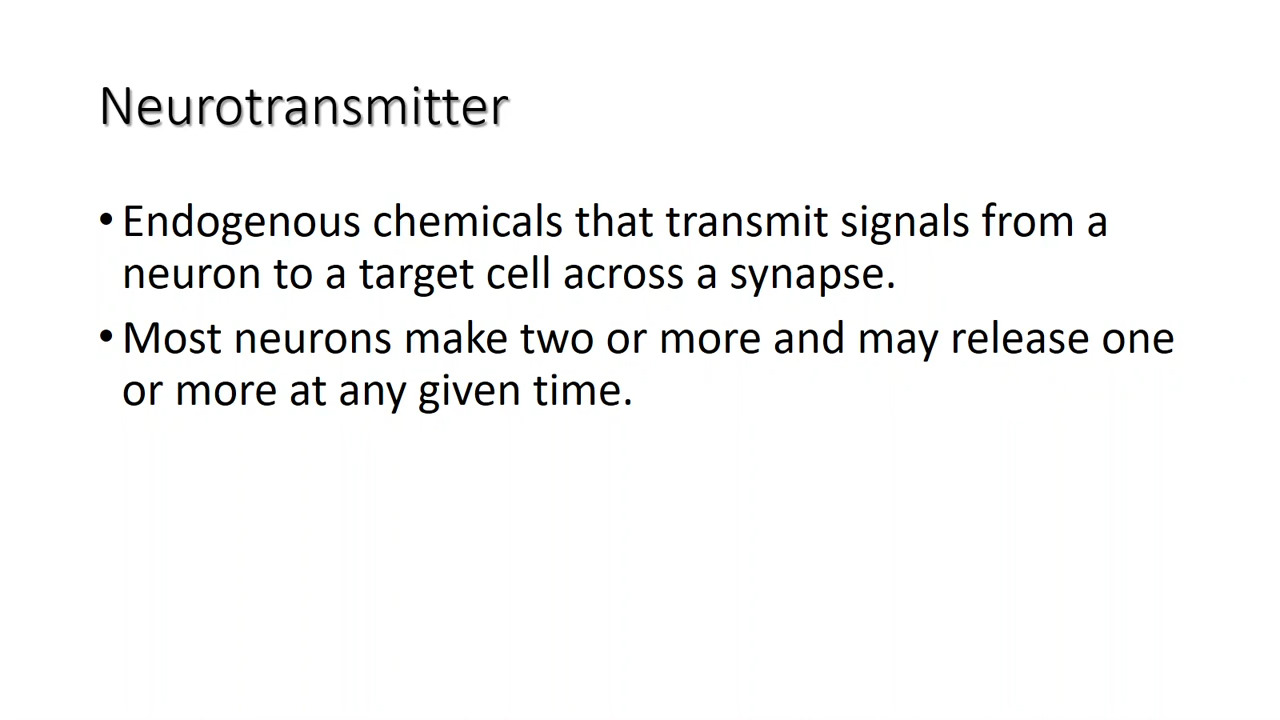 Neurotransmitter
• Endogenous chemicals that transmit signals from a
neuron to a target cell across a synapse.
• Most neurons make two or more and may release one
or more at any given time.